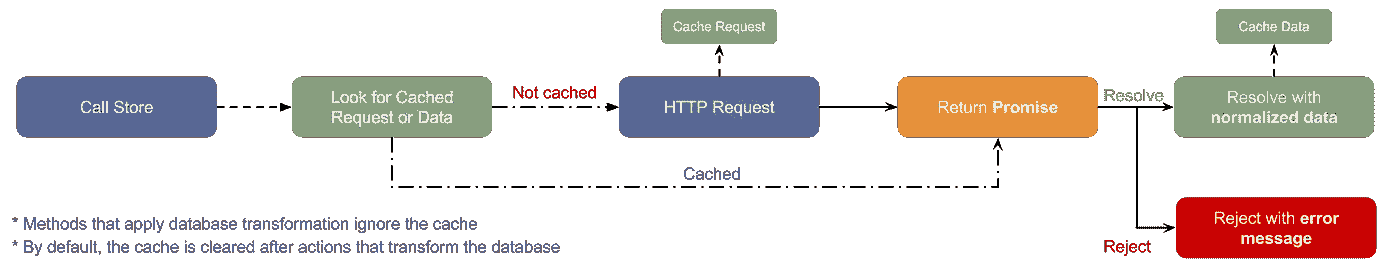 Cache Request
Cache Data
Call Store
Look for Cached
Request or Data
Not cached
HTTP Request
Return Promise
Resolve
Resolve with
normalized data
Cached
Reject with error
message
Reject
* Methods that apply database transformation ignore the cache
* By default, the cache is cleared after actions that transform the database